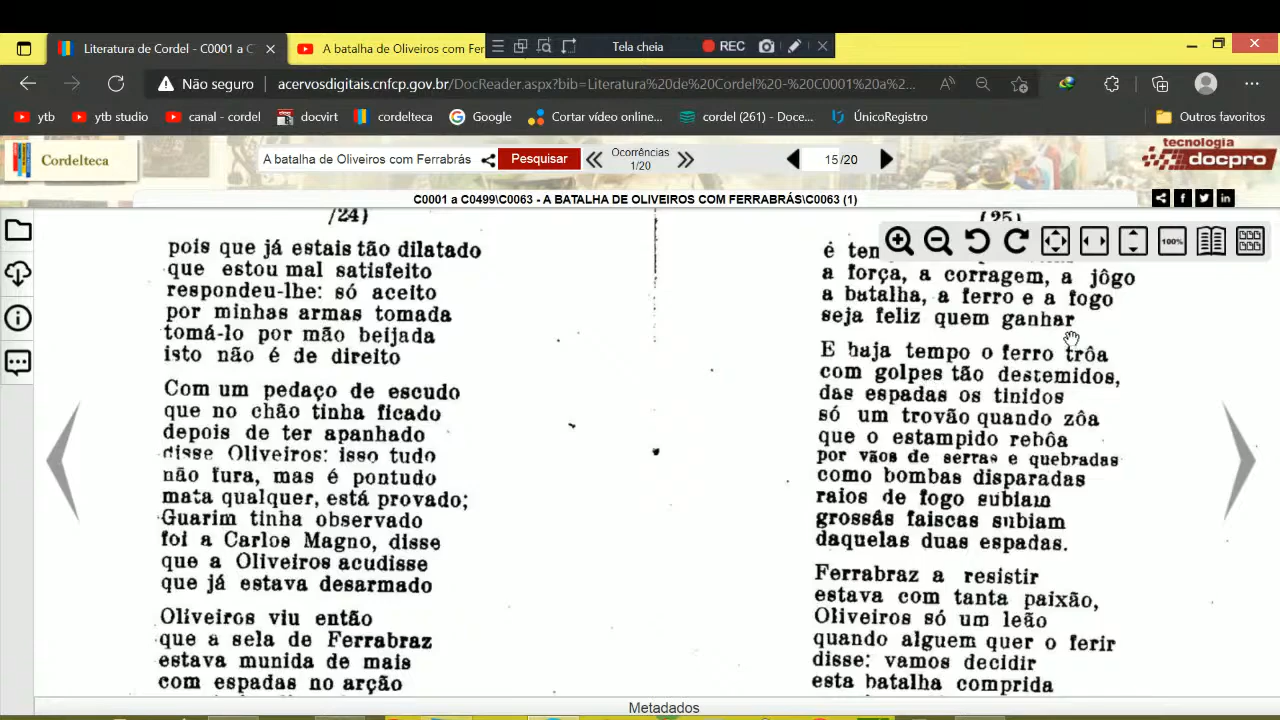 Literatura de Cordel - C0001 a C
A batalha de Oliveiros com Fer
Tela cheia
REC
Não seguro
acervosdigitais.cnfcp.gov.br/DocReader.aspx?bib=Literatura%20de%20Cordel%20-%20C0001%20a%2...
ytb
ytb studio
canal - cordel
docvirt
cordelteca
Google
Cortar vídeo online...
cordel (261) - Doce...
ÚnicoRegistro
Outros favoritos
Cordelteca
A batalha de Oliveiros com Ferrabrás
Pesquisar
Ocorrências
1/20
15/20
tecnologia
docpro
C0001 a C0499\C0063 - A BATALHA DE OLIVEIROS COM FERRABRÁS\C0063 (1)
100%
/24)
pois que já estais tão dilatado
que estou mal satisfeito
respondeu-lhe: só aceito
por minhas armas tomada
tomá-lo por mão beijada
isto não é de direito
Com um pedaço de escudo
que no chão tinha ficado
depois de ter apanhado
disse Oliveiros: isso tudo
não fura, mas é pontudo
mata qualquer, está provado;
Guarim tinha observado
foi a Carlos Magno, disse
que a Oliveiros acudisse
que já estava desarmado
Oliveiros viu então
que a sela de Ferrabraz
estava munida de mais
com espadas no arção
(25)
é tem
a força, a corragem, a jôgo
a batalha, a ferro e a fogo
seja feliz quem ganhar
E haja tempo o ferro trôa
com golpes tão destemidos,
das espadas os tinidos
só um trovão quando zôa
que o estampido rebôa
por vãos de serras e quebradas
como bombas disparadas
raios de fogo subiam
grossâs faiscas subiam
daquelas duas espadas.
Ferrabraz a resistir
estava com tanta paixão,
Oliveiros só um leão
quando alguem quer o ferir
disse: vamos decidir
esta batalha comprida
Metadados